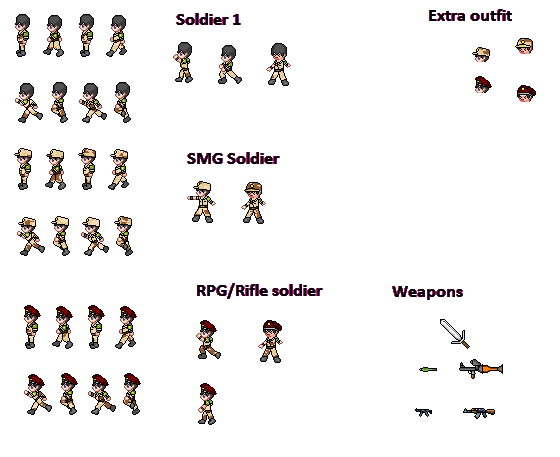 Soldier 1
Extra outfit
SMG Soldier
RPG/Rifle soldier
Weapons